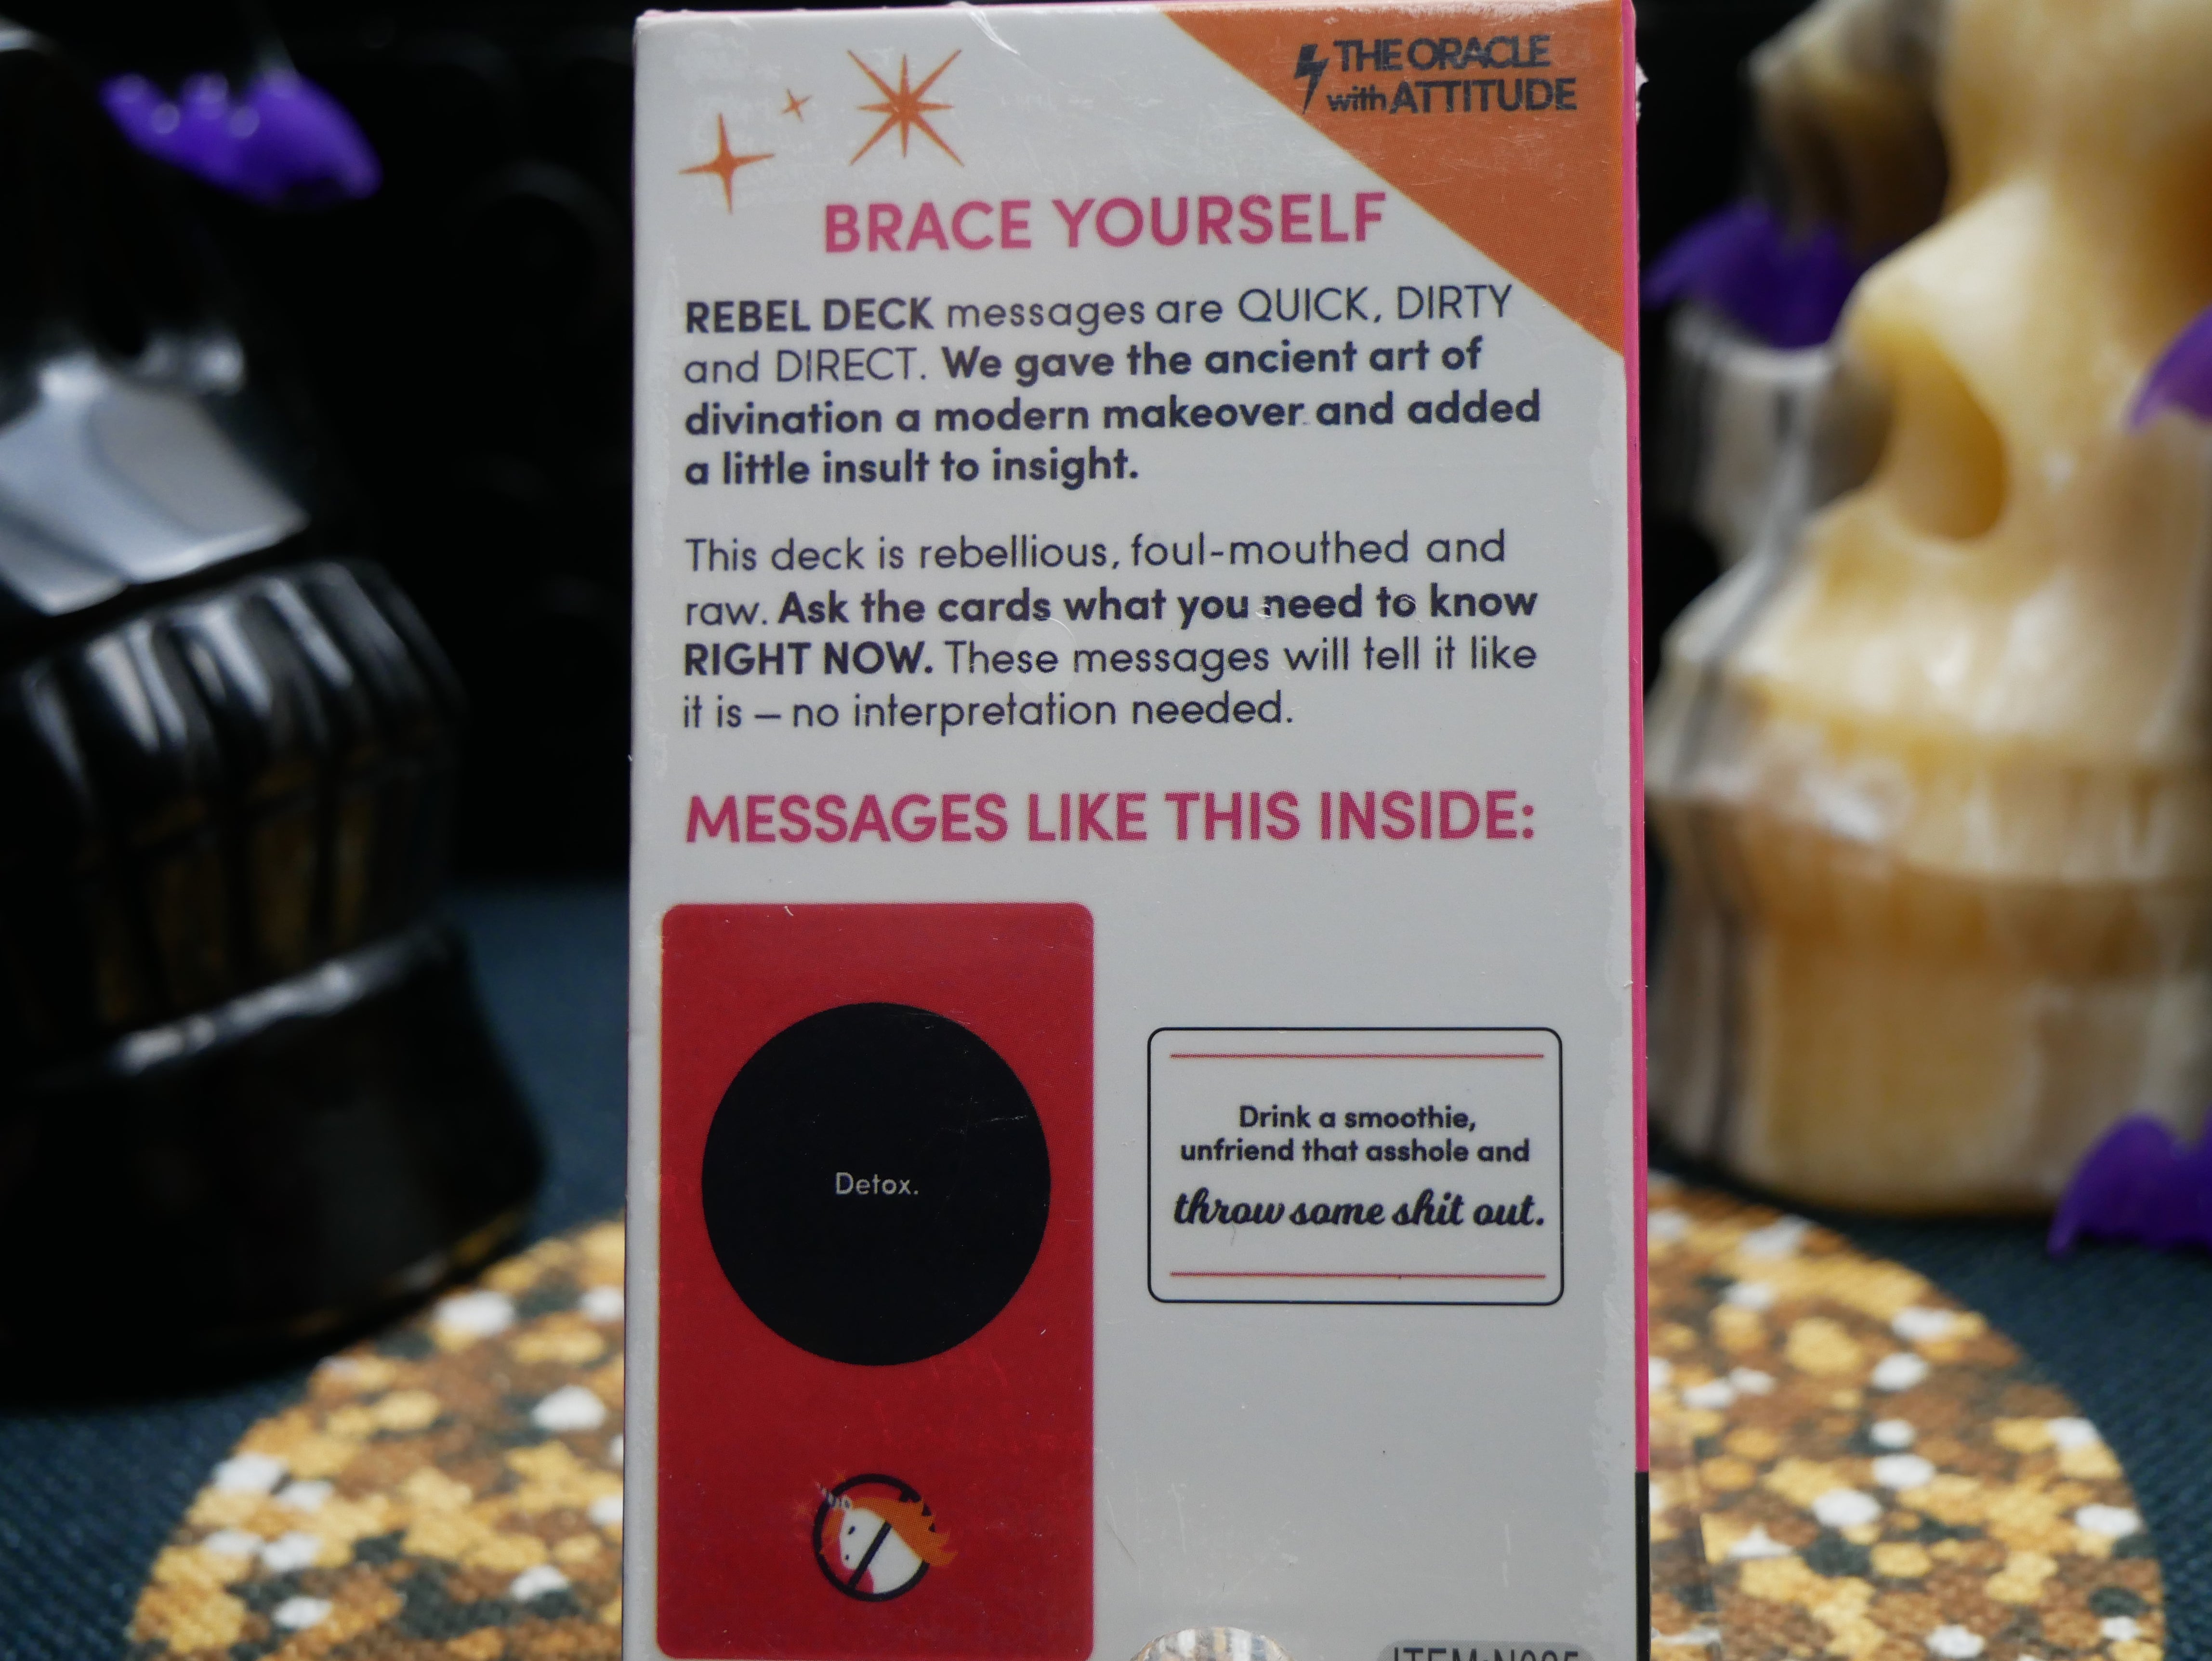 THE ORACLE
with ATTITUDE
BRACE YOURSELF
REBEL DECK messages are QUICK, DIRTY
and DIRECT. We gave the ancient art of
divination a modern makeover and added
a little insult to insight.
This deck is rebellious, foul-mouthed and
raw. Ask the cards what you need to know
RIGHT NOW. These messages will tell it like
it is – no interpretation needed.
MESSAGES LIKE THIS INSIDE:
Detox.
Drink a smoothie,
unfriend that asshole and
throw some shit out.